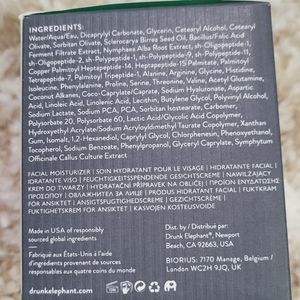 INGREDIENTS:
Water/Aqua/Eau, Dicaprylyl Carbonate, Glycerin, Cetearyl Alcohol, Cetearyl
Olivate, Sorbitan Olivate, Sclerocarya Birrea Seed Oil, Bacillus/Folic Acid
Ferment Filtrate Extract, Nymphaea Alba Root Extract, sh-Oligopeptide-1,
sh-Oligopeptide-2, sh-Polypeptide-1, sh-Polypeptide-9, sh-Polypeptide-11,
Copper Palmitoyl Heptapeptide-14, Heptapeptide-15 Palmitate, Palmitoyl
Tetrapeptide-7, Palmitoyl Tripeptide-1, Alanine, Arginine, Glycine, Histidine,
Isoleucine, Phenylalanine, Proline, Serine, Threonine, Valine, Acetyl Glutamine,
Coconut Alkanes, Coco-Caprylate/Caprate, Sodium Hyaluronate, Aspartic
Acid, Linoleic Acid, Linolenic Acid, Lecithin, Butylene Glycol, Polyvinyl Alcohol,
Sodium Lactate, Sodium PCA, PCA, Sorbitan Isostearate, Carbomer,
Polysorbate 20, Polysorbate 60, Lactic Acid/Glycolic Acid Copolymer,
Hydroxyethyl Acrylate/Sodium Acryloyldimethyl Taurate Copolymer, Xanthan
Gum, Isomalt, 1,2-Hexanediol, Caprylyl Glycol, Chlorphenesin, Phenoxyethanol,
Tocopherol, Sodium Benzoate, Phenylpropanol, Glyceryl Caprylate, Symphytum
Officinale Callus Culture Extract
FACIAL MOISTURIZER | SOIN HYDRATANT POUR LE VISAGE | HIDRATANTE FACIAL |
IDRATANTE VISO | FEUCHTIGKEITSSPENDENDE GESICHTSCREME | NAWILŻAJĄCY
KREM DO TWARZY | HYDRATAČNÍ PŘÍPRAVEK NA OBLIČEJ | ΠΡΟΪΟΝ ΕΝΥΔΑΤΩΣΗΣ
ΠΡΟΣΩΠΟΥ | ОВЛАЖНИТЕЛ ЗА ЛИЦЕ | PRODUS HIDRATANT FACIAL | FUKTKRÄM
FÖR ANSIKTET | ANSIGTSFUGTIGHEDSCREME | GEZICHTSCRÈME |
FUKTIGHETSKREM FOR ANSIKTET | KASVOJEN KOSTEUSVOIDE
Made in USA of responsibly
sourced global ingredients
Fabriqué aux États-Unis à l'aide
d'ingrédients provenant de sources
responsables aux quatre coins du monde
drunkelephant.com
Dist. by / Distribué par :
Drunk Elephant®, Newport
Beach, CA 92663, USA
BIORIUS: 7170 Manage, Belgium /
London WC2H 9JQ, UK